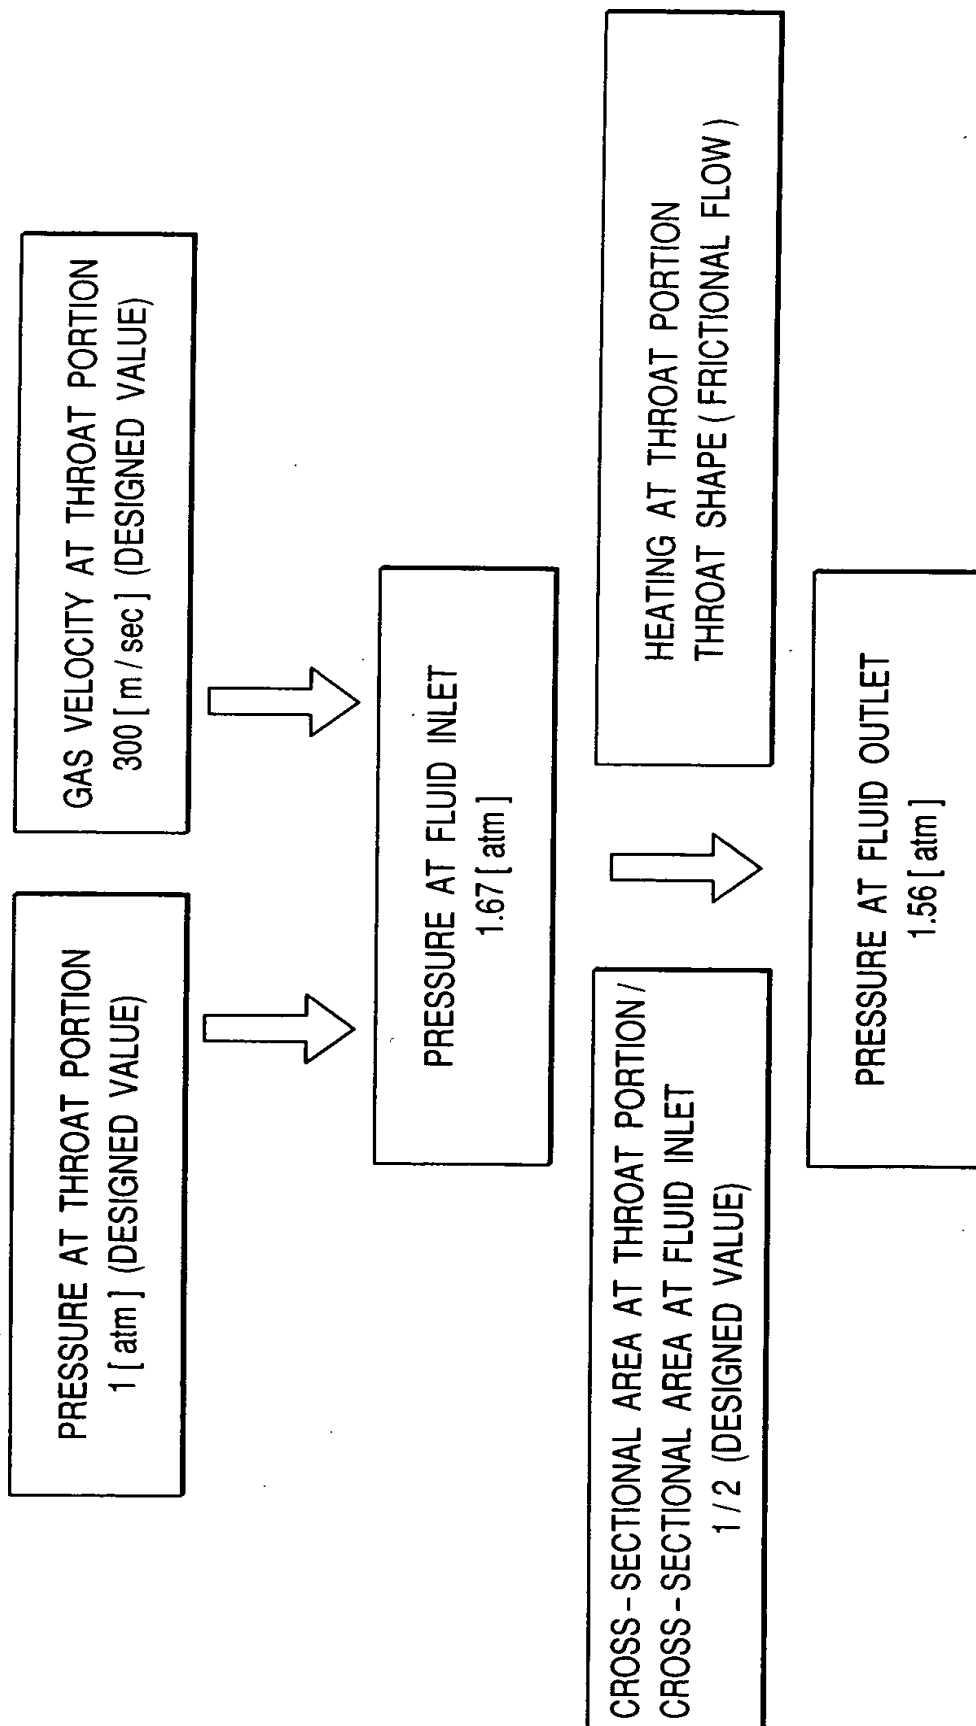 PRESSURE AT THROAT PORTION
1 [ atm ] (DESIGNED VALUE)
GAS VELOCITY AT THROAT PORTION
300 [ m / sec ] (DESIGNED VALUE)
PRESSURE AT FLUID INLET
1.67 [ atm ]
CROSS-SECTIONAL AREA AT THROAT PORTION /
CROSS-SECTIONAL AREA AT FLUID INLET
1 / 2 (DESIGNED VALUE)
HEATING AT THROAT PORTION
THROAT SHAPE ( FRICTIONAL FLOW )
PRESSURE AT FLUID OUTLET
1.56 [ atm ]